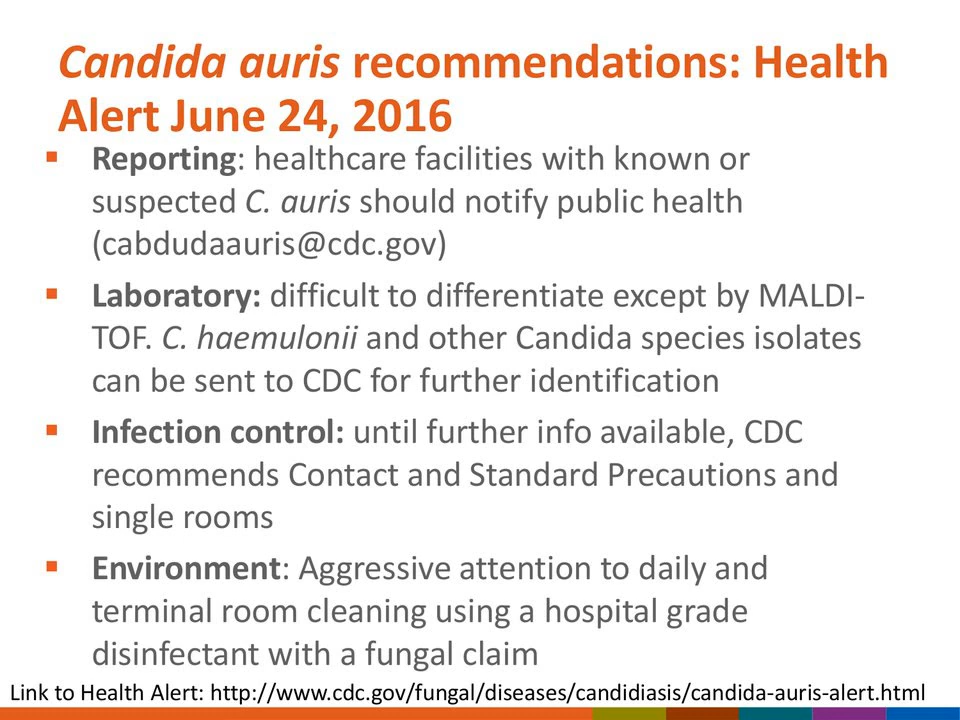 Candida auris recommendations: Health
Alert June 24, 2016
▪ Reporting: healthcare facilities with known or
suspected C. auris should notify public health
(cabdudaauris@cdc.gov)
▪ Laboratory: difficult to differentiate except by MALDI-
TOF. C. haemulonii and other Candida species isolates
can be sent to CDC for further identification
▪ Infection control: until further info available, CDC
recommends Contact and Standard Precautions and
single rooms
▪ Environment: Aggressive attention to daily and
terminal room cleaning using a hospital grade
disinfectant with a fungal claim
Link to Health Alert: http://www.cdc.gov/fungal/diseases/candidiasis/candida-auris-alert.html